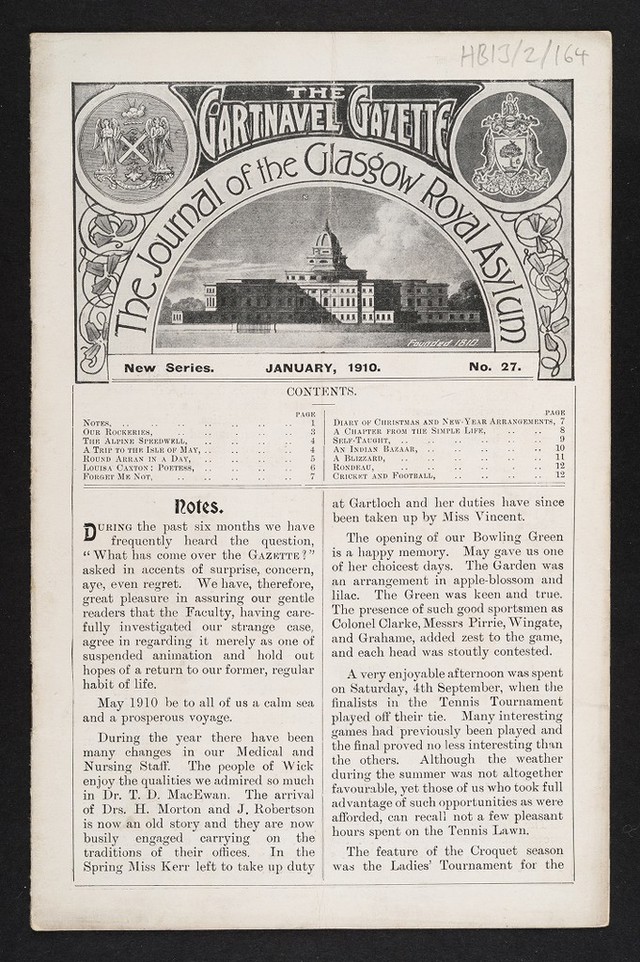 HB13/2/164
THE
GARTNAVEL GAZETTE
The Journal of the Glasgow Royal Asylum
Founded 1810
New Series. JANUARY, 1910. No. 27.
CONTENTS.
PAGE
NOTES, .. .. .. .. .. .. 1
OUR ROCKERIES, .. .. .. .. .. 3
THE ALPINE SPEEDWELL, .. .. .. .. 4
A TRIP TO THE ISLE OF MAY, .. .. .. .. 4
ROUND ARRAN IN A DAY, .. .. .. .. 5
LOUISA CAXTON: POETESS, .. .. .. .. 6
FORGET ME NOT, .. .. .. .. .. 7
PAGE
DIARY OF CHRISTMAS AND NEW-YEAR ARRANGEMENTS, 7
A CHAPTER FROM THE SIMPLE LIFE, .. .. 8
SELF-TAUGHT, .. .. .. .. .. 9
AN INDIAN BAZAAR, .. .. .. .. 10
A BLIZZARD, .. .. .. .. .. 11
RONDEAU, .. .. .. .. .. 12
CRICKET AND FOOTBALL, .. .. .. .. 12
Notes.
DURING the past six months we have
frequently heard the question,
“What has come over the GAZETTE?”
asked in accents of surprise, concern,
aye, even regret. We have, therefore,
great pleasure in assuring our gentle
readers that the Faculty, having care-
fully investigated our strange case,
agree in regarding it merely as one of
suspended animation and hold out
hopes of a return to our former, regular
habit of life.
May 1910 be to all of us a calm sea
and a prosperous voyage.
During the year there have been
many changes in our Medical and
Nursing Staff. The people of Wick
enjoy the qualities we admired so much
in Dr. T. D. MacEwan. The arrival
of Drs. H. Morton and J. Robertson
is now an old story and they are now
busily engaged carrying on the
traditions of their offices. In the
Spring Miss Kerr left to take up duty
at Gartloch and her duties have since
been taken up by Miss Vincent.
The opening of our Bowling Green
is a happy memory. May gave us one
of her choicest days. The Garden was
an arrangement in apple-blossom and
lilac. The Green was keen and true.
The presence of such good sportsmen as
Colonel Clarke, Messrs Pirrie, Wingate,
and Grahame, added zest to the game,
and each head was stoutly contested.
A very enjoyable afternoon was spent
on Saturday, 4th September, when the
finalists in the Tennis Tournament
played off their tie. Many interesting
games had previously been played and
the final proved no less interesting than
the others. Although the weather
during the summer was not altogether
favourable, yet those of us who took full
advantage of such opportunities as were
afforded, can recall not a few pleasant
hours spent on the Tennis Lawn.
The feature of the Croquet season
was the Ladies' Tournament for the